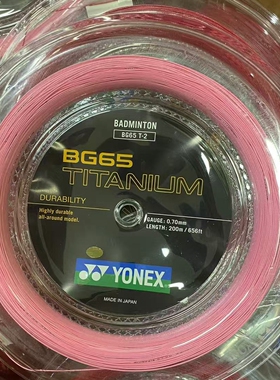 BADMINTON
BG65 T-2
BG65
TITANIUM
DURABILITY
Highly durable
all-around model.
GAUGE: 0.70mm
LENGTH: 200m / 656ft
YONEX
MADE IN JAPAN